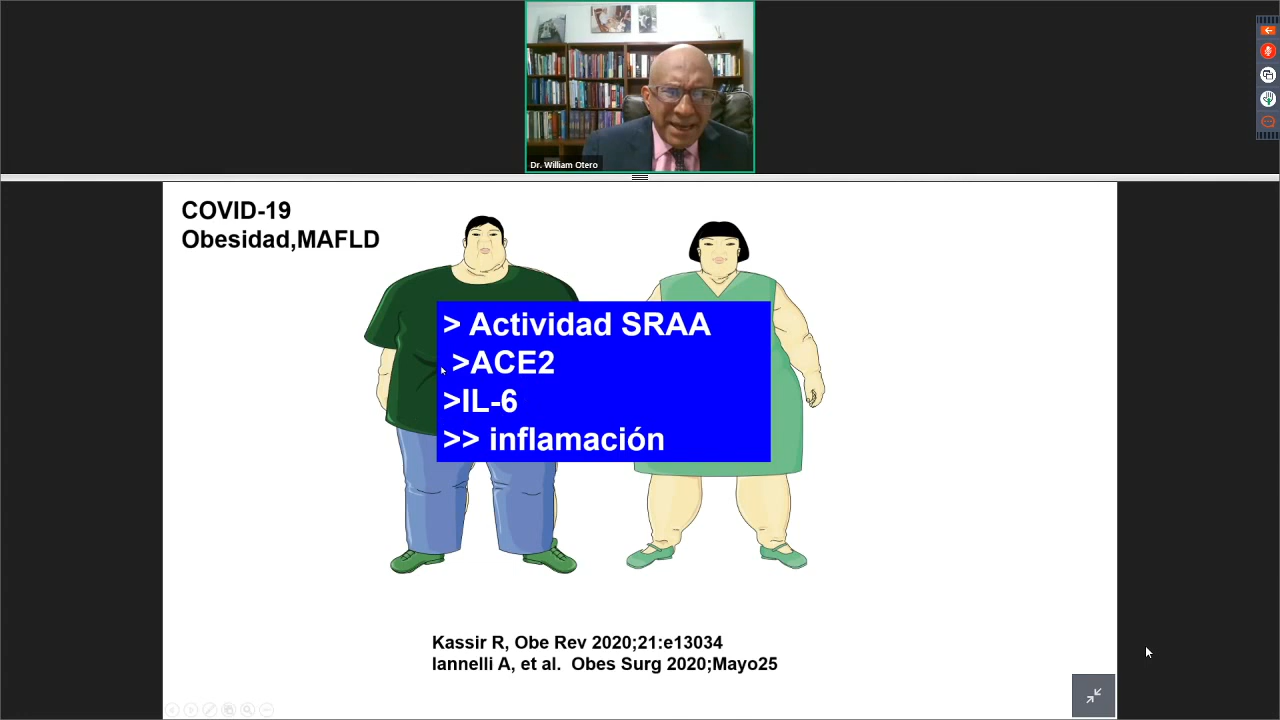 Dr. William Otero
COVID-19
Obesidad,MAFLD
> Actividad SRAA
>ACE2
>IL-6
>> inflamación
Kassir R, Obe Rev 2020;21:e13034
Iannelli A, et al.  Obes Surg 2020;Mayo25